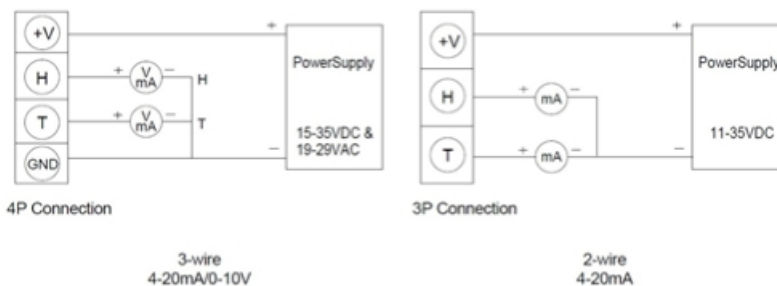 +V
H
T
GND
+ V mA − H
+ V mA − T
+
PowerSupply
15-35VDC &
19-29VAC
−
4P Connection
3-wire
4-20mA/0-10V
+V
H
T
+ mA −
+ mA −
+
PowerSupply
11-35VDC
−
3P Connection
2-wire
4-20mA